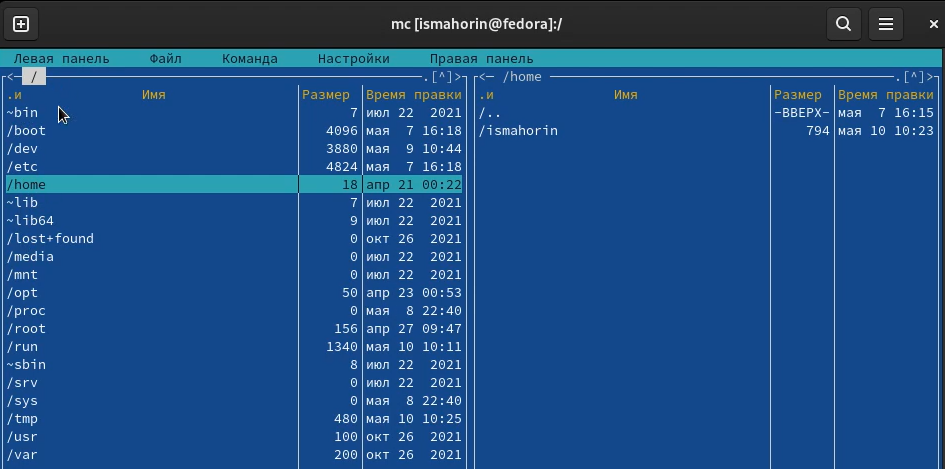 mc [ismahorin@fedora]:/
Левая панель Файл Команда Настройки Правая панель
<─ / ─.[^]>
.и Имя Размер Время правки
~bin 7 июл 22 2021
/boot 4096 мая 7 16:18
/dev 3880 мая 9 10:44
/etc 4824 мая 7 16:18
/home 18 апр 21 00:22
~lib 7 июл 22 2021
~lib64 9 июл 22 2021
/lost+found 0 окт 26 2021
/media 0 июл 22 2021
/mnt 0 июл 22 2021
/opt 50 апр 23 00:53
/proc 0 мая 8 22:40
/root 156 апр 27 09:47
/run 1340 мая 10 10:11
~sbin 8 июл 22 2021
/srv 0 июл 22 2021
/sys 0 мая 8 22:40
/tmp 480 мая 10 10:25
/usr 100 окт 26 2021
/var 200 окт 26 2021
<─ /home ─.[^]>
.и Имя Размер Время правки
/.. -ВВЕРХ- мая 7 16:15
/ismahorin 794 мая 10 10:23